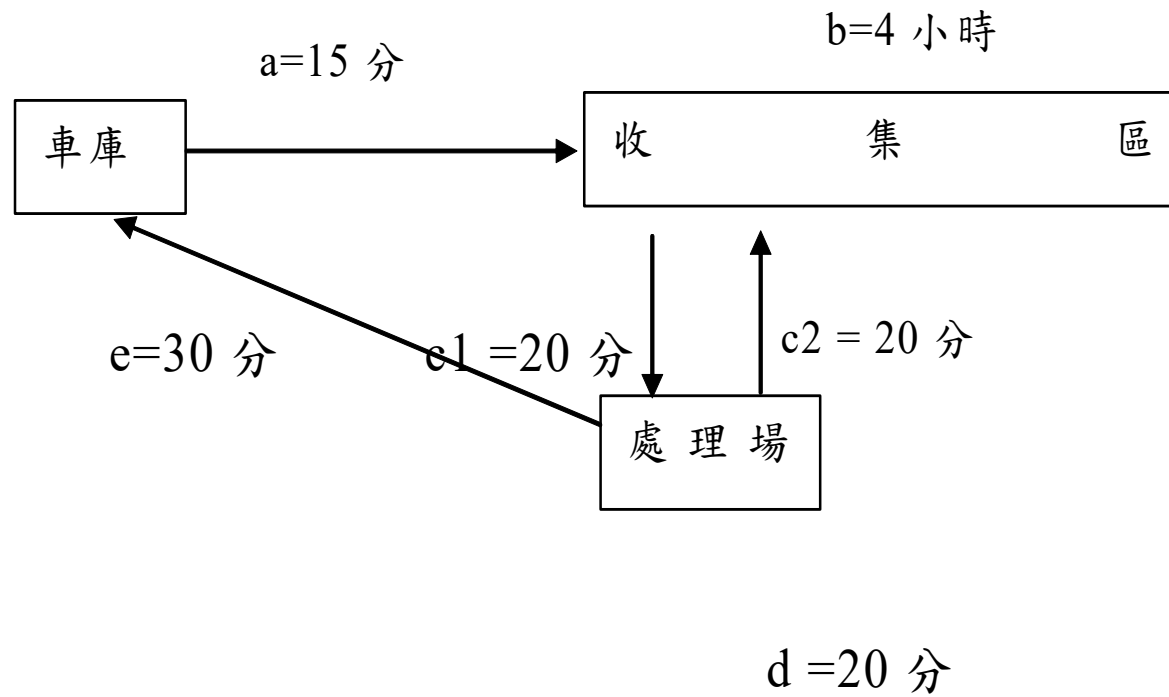 b=4 小時
a=15 分
車庫
收 集 區
e=30 分
c1 =20 分
c2 = 20 分
處 理 場
d =20 分